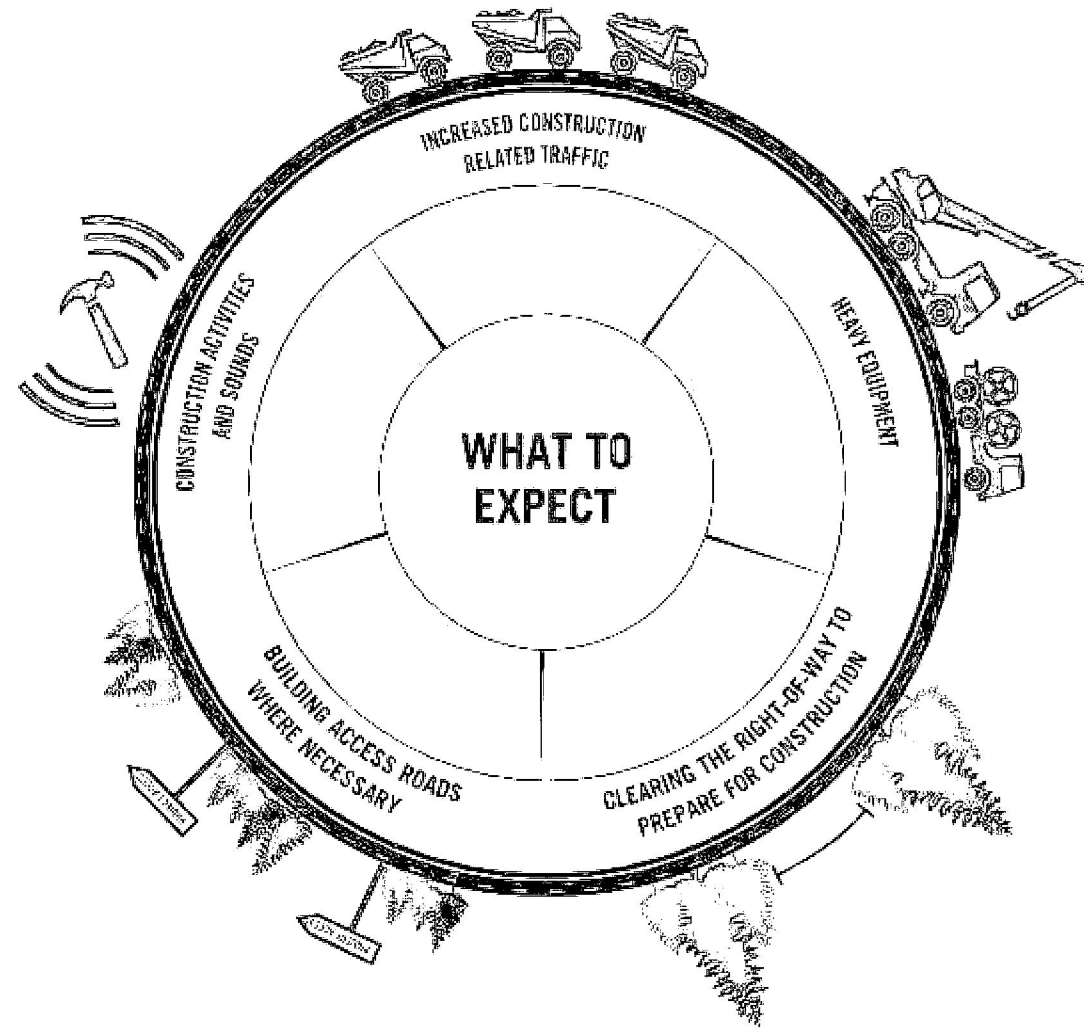 INCREASED CONSTRUCTION
RELATED TRAFFIC
HEAVY EQUIPMENT
CLEARING THE RIGHT-OF-WAY TO
PREPARE FOR CONSTRUCTION
BUILDING ACCESS ROADS
WHERE NECESSARY
CONSTRUCTION ACTIVITIES
AND SOUNDS
WHAT TO
EXPECT